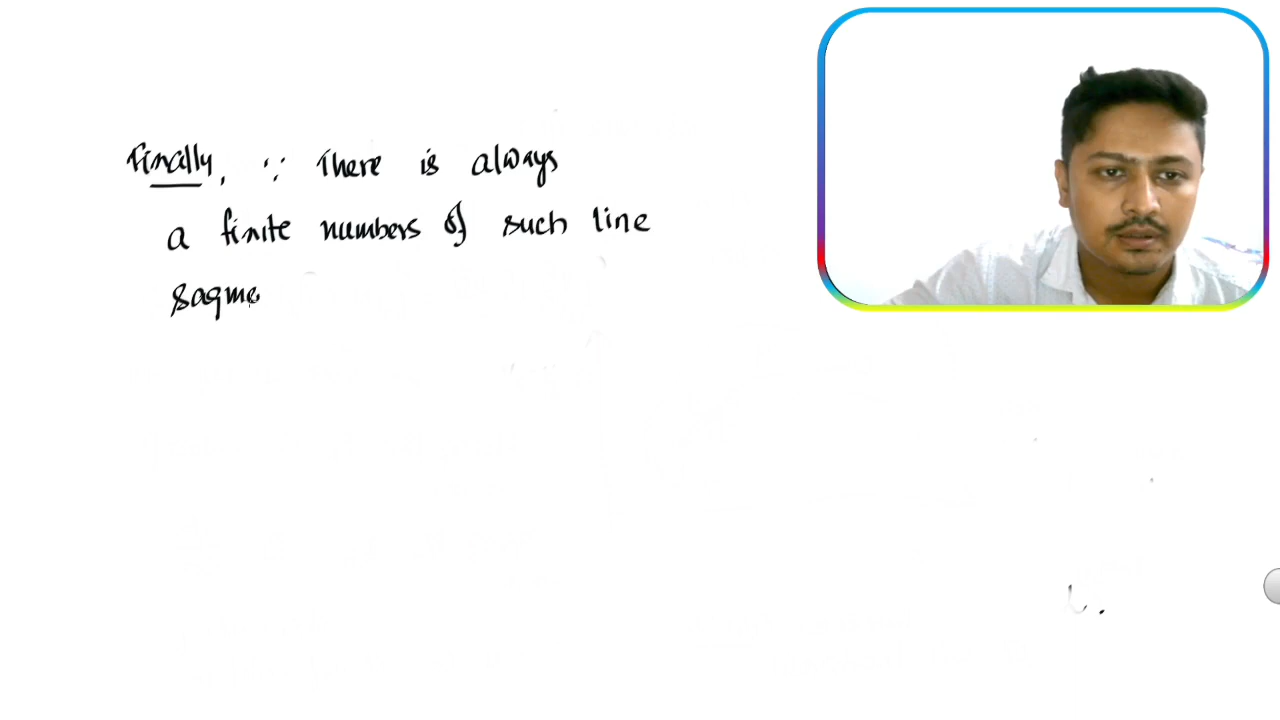 Finally, ∵ There is always
a finite numbers of such line
sagme